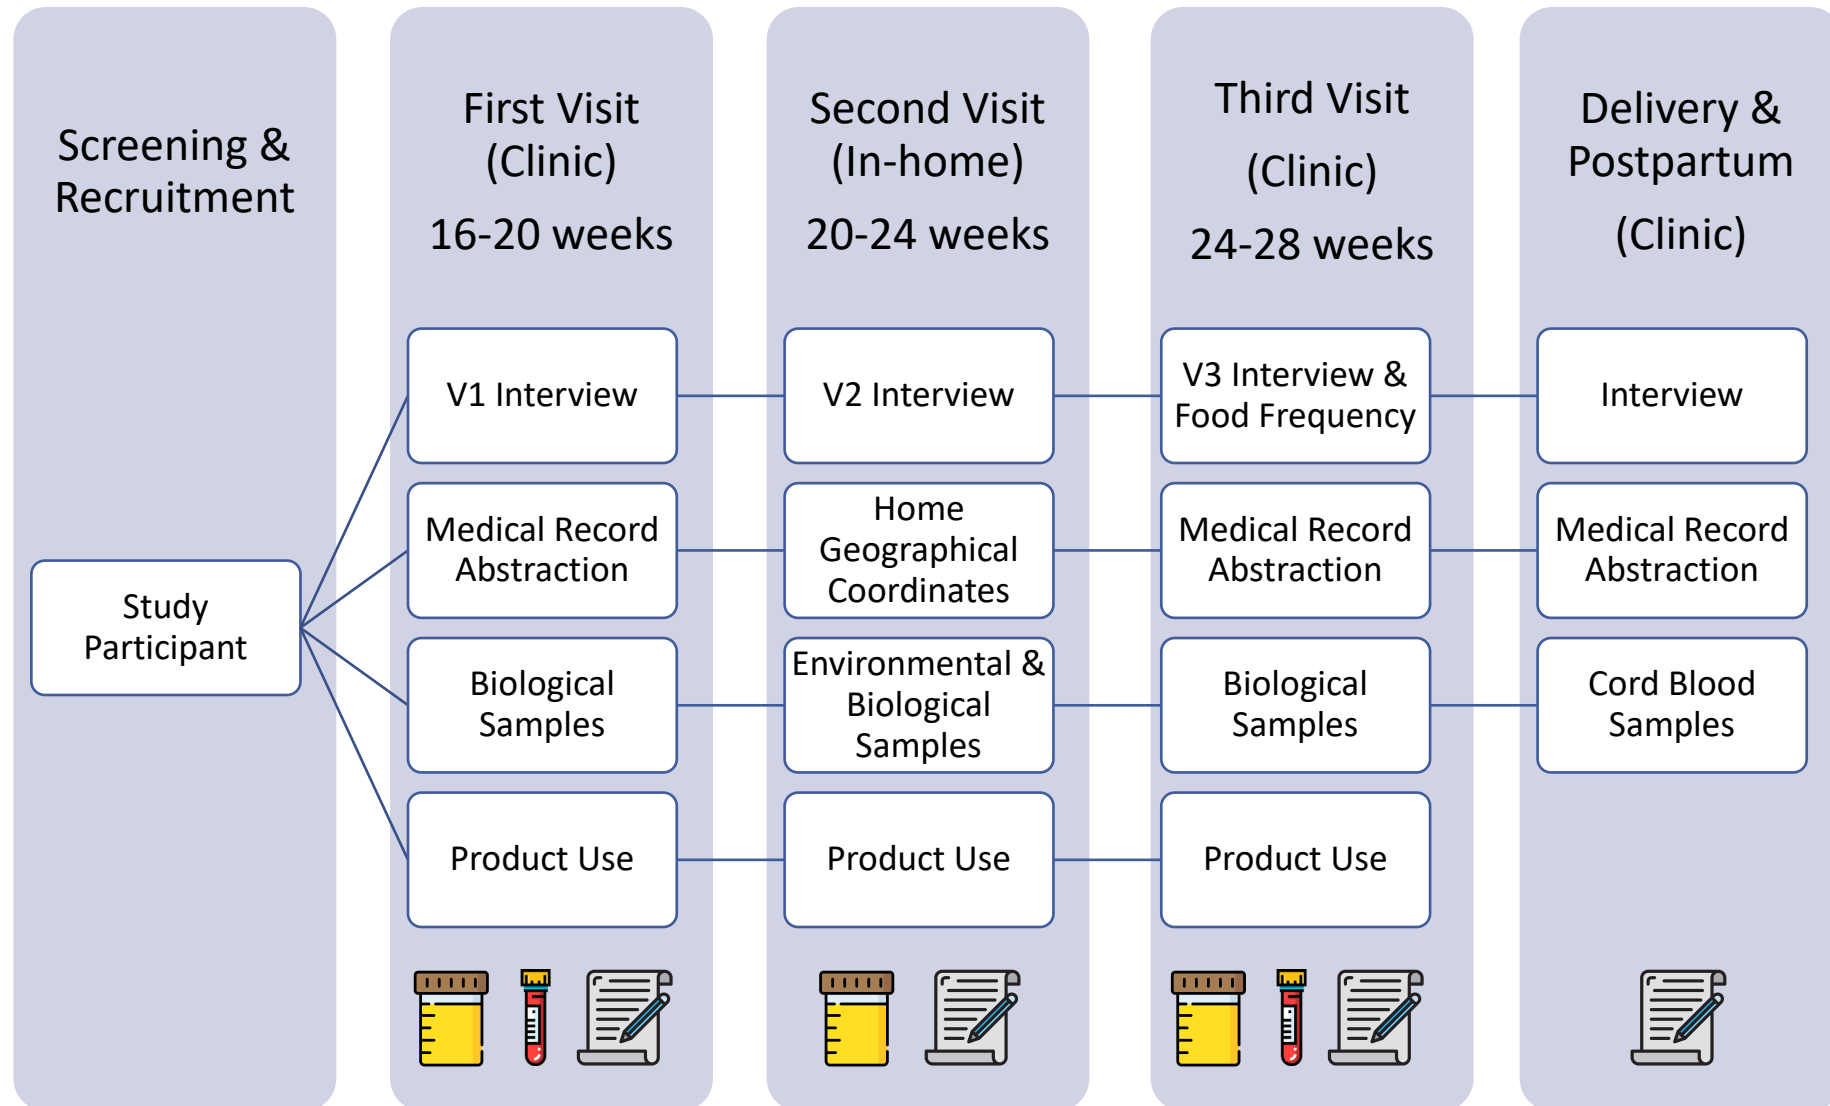 Screening &
Recruitment
Study
Participant
First Visit
(Clinic)
16-20 weeks
V1 Interview
Medical Record
Abstraction
Biological
Samples
Product Use
Second Visit
(In-home)
20-24 weeks
V2 Interview
Home
Geographical
Coordinates
Environmental &
Biological
Samples
Product Use
Third Visit
(Clinic)
24-28 weeks
V3 Interview &
Food Frequency
Medical Record
Abstraction
Biological
Samples
Product Use
Delivery &
Postpartum
(Clinic)
Interview
Medical Record
Abstraction
Cord Blood
Samples